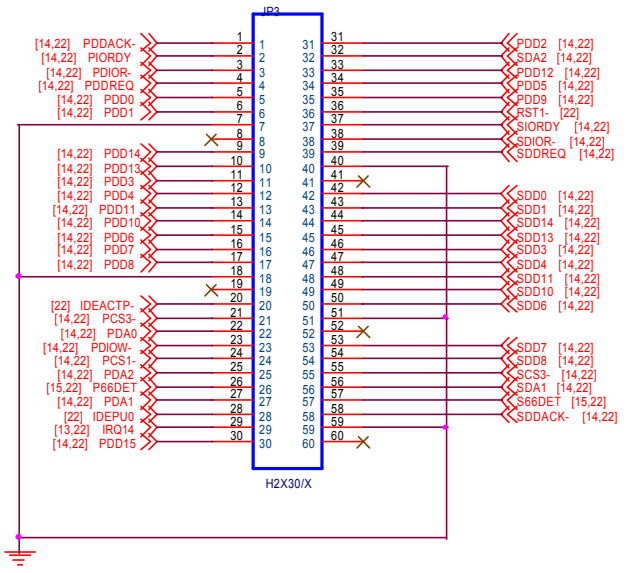 JP3
[14,22] PDDACK- 1 1 31 31 PDD2 [14,22]
[14,22] PIORDY 2 2 32 32 SDA2 [14,22]
[14,22] PDIOR- 3 3 33 33 PDD12 [14,22]
[14,22] PDDREQ 4 4 34 34 PDD5 [14,22]
[14,22] PDD0 5 5 35 35 PDD9 [14,22]
[14,22] PDD1 6 6 36 36 RST1- [22]
7 7 37 37 SIORDY [14,22]
8 8 38 38 SDIOR- [14,22]
[14,22] PDD14 9 9 39 39 SDDREQ [14,22]
[14,22] PDD13 10 10 40 40
[14,22] PDD3 11 11 41 41
[14,22] PDD4 12 12 42 42 SDD0 [14,22]
[14,22] PDD11 13 13 43 43 SDD1 [14,22]
[14,22] PDD10 14 14 44 44 SDD14 [14,22]
[14,22] PDD6 15 15 45 45 SDD13 [14,22]
[14,22] PDD7 16 16 46 46 SDD3 [14,22]
[14,22] PDD8 17 17 47 47 SDD4 [14,22]
18 18 48 48 SDD11 [14,22]
19 19 49 49 SDD10 [14,22]
[22] IDEACTP- 20 20 50 50 SDD6 [14,22]
[14,22] PCS3- 21 21 51 51
[14,22] PDA0 22 22 52 52
[14,22] PDIOW- 23 23 53 53 SDD7 [14,22]
[14,22] PCS1- 24 24 54 54 SDD8 [14,22]
[14,22] PDA2 25 25 55 55 SCS3- [14,22]
[15,22] P66DET 26 26 56 56 SDA1 [14,22]
[14,22] PDA1 27 27 57 57 S66DET [15,22]
[22] IDEPU0 28 28 58 58 SDDACK- [14,22]
[13,22] IRQ14 29 29 59 59
[14,22] PDD15 30 30 60 60
H2X30/X